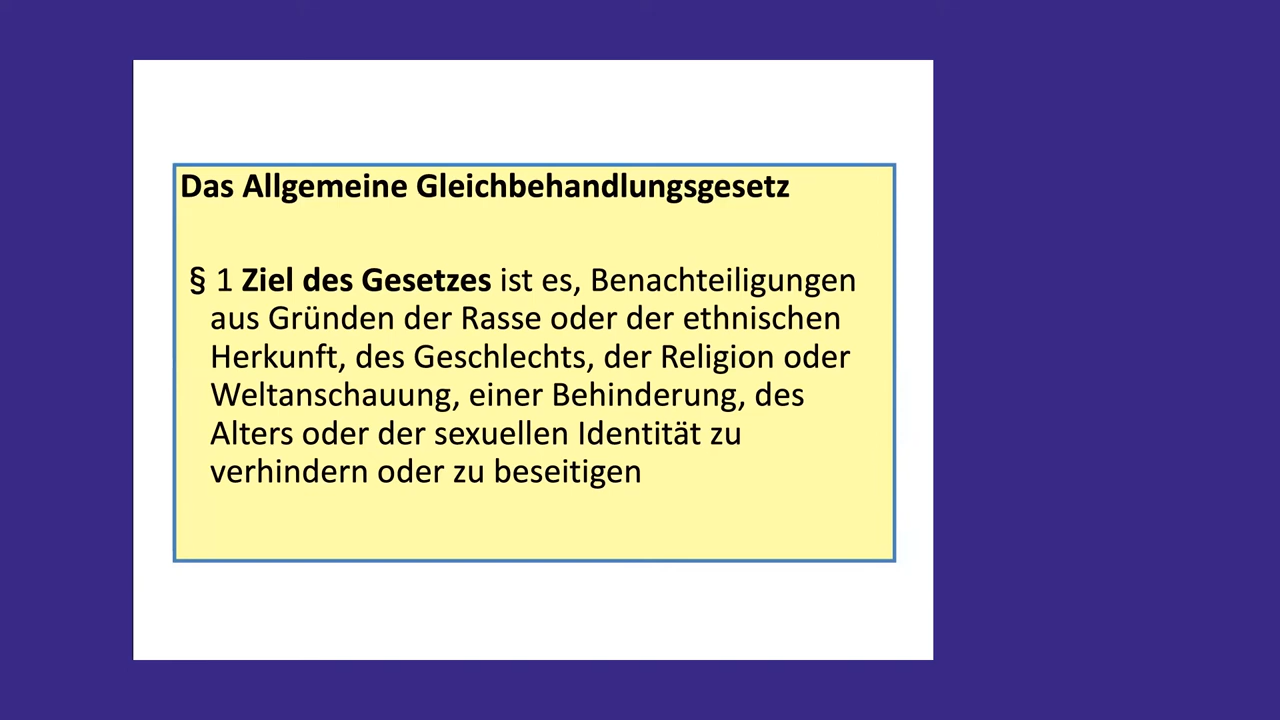 Das Allgemeine Gleichbehandlungsgesetz
§ 1 Ziel des Gesetzes ist es, Benachteiligungen
aus Gründen der Rasse oder der ethnischen
Herkunft, des Geschlechts, der Religion oder
Weltanschauung, einer Behinderung, des
Alters oder der sexuellen Identität zu
verhindern oder zu beseitigen